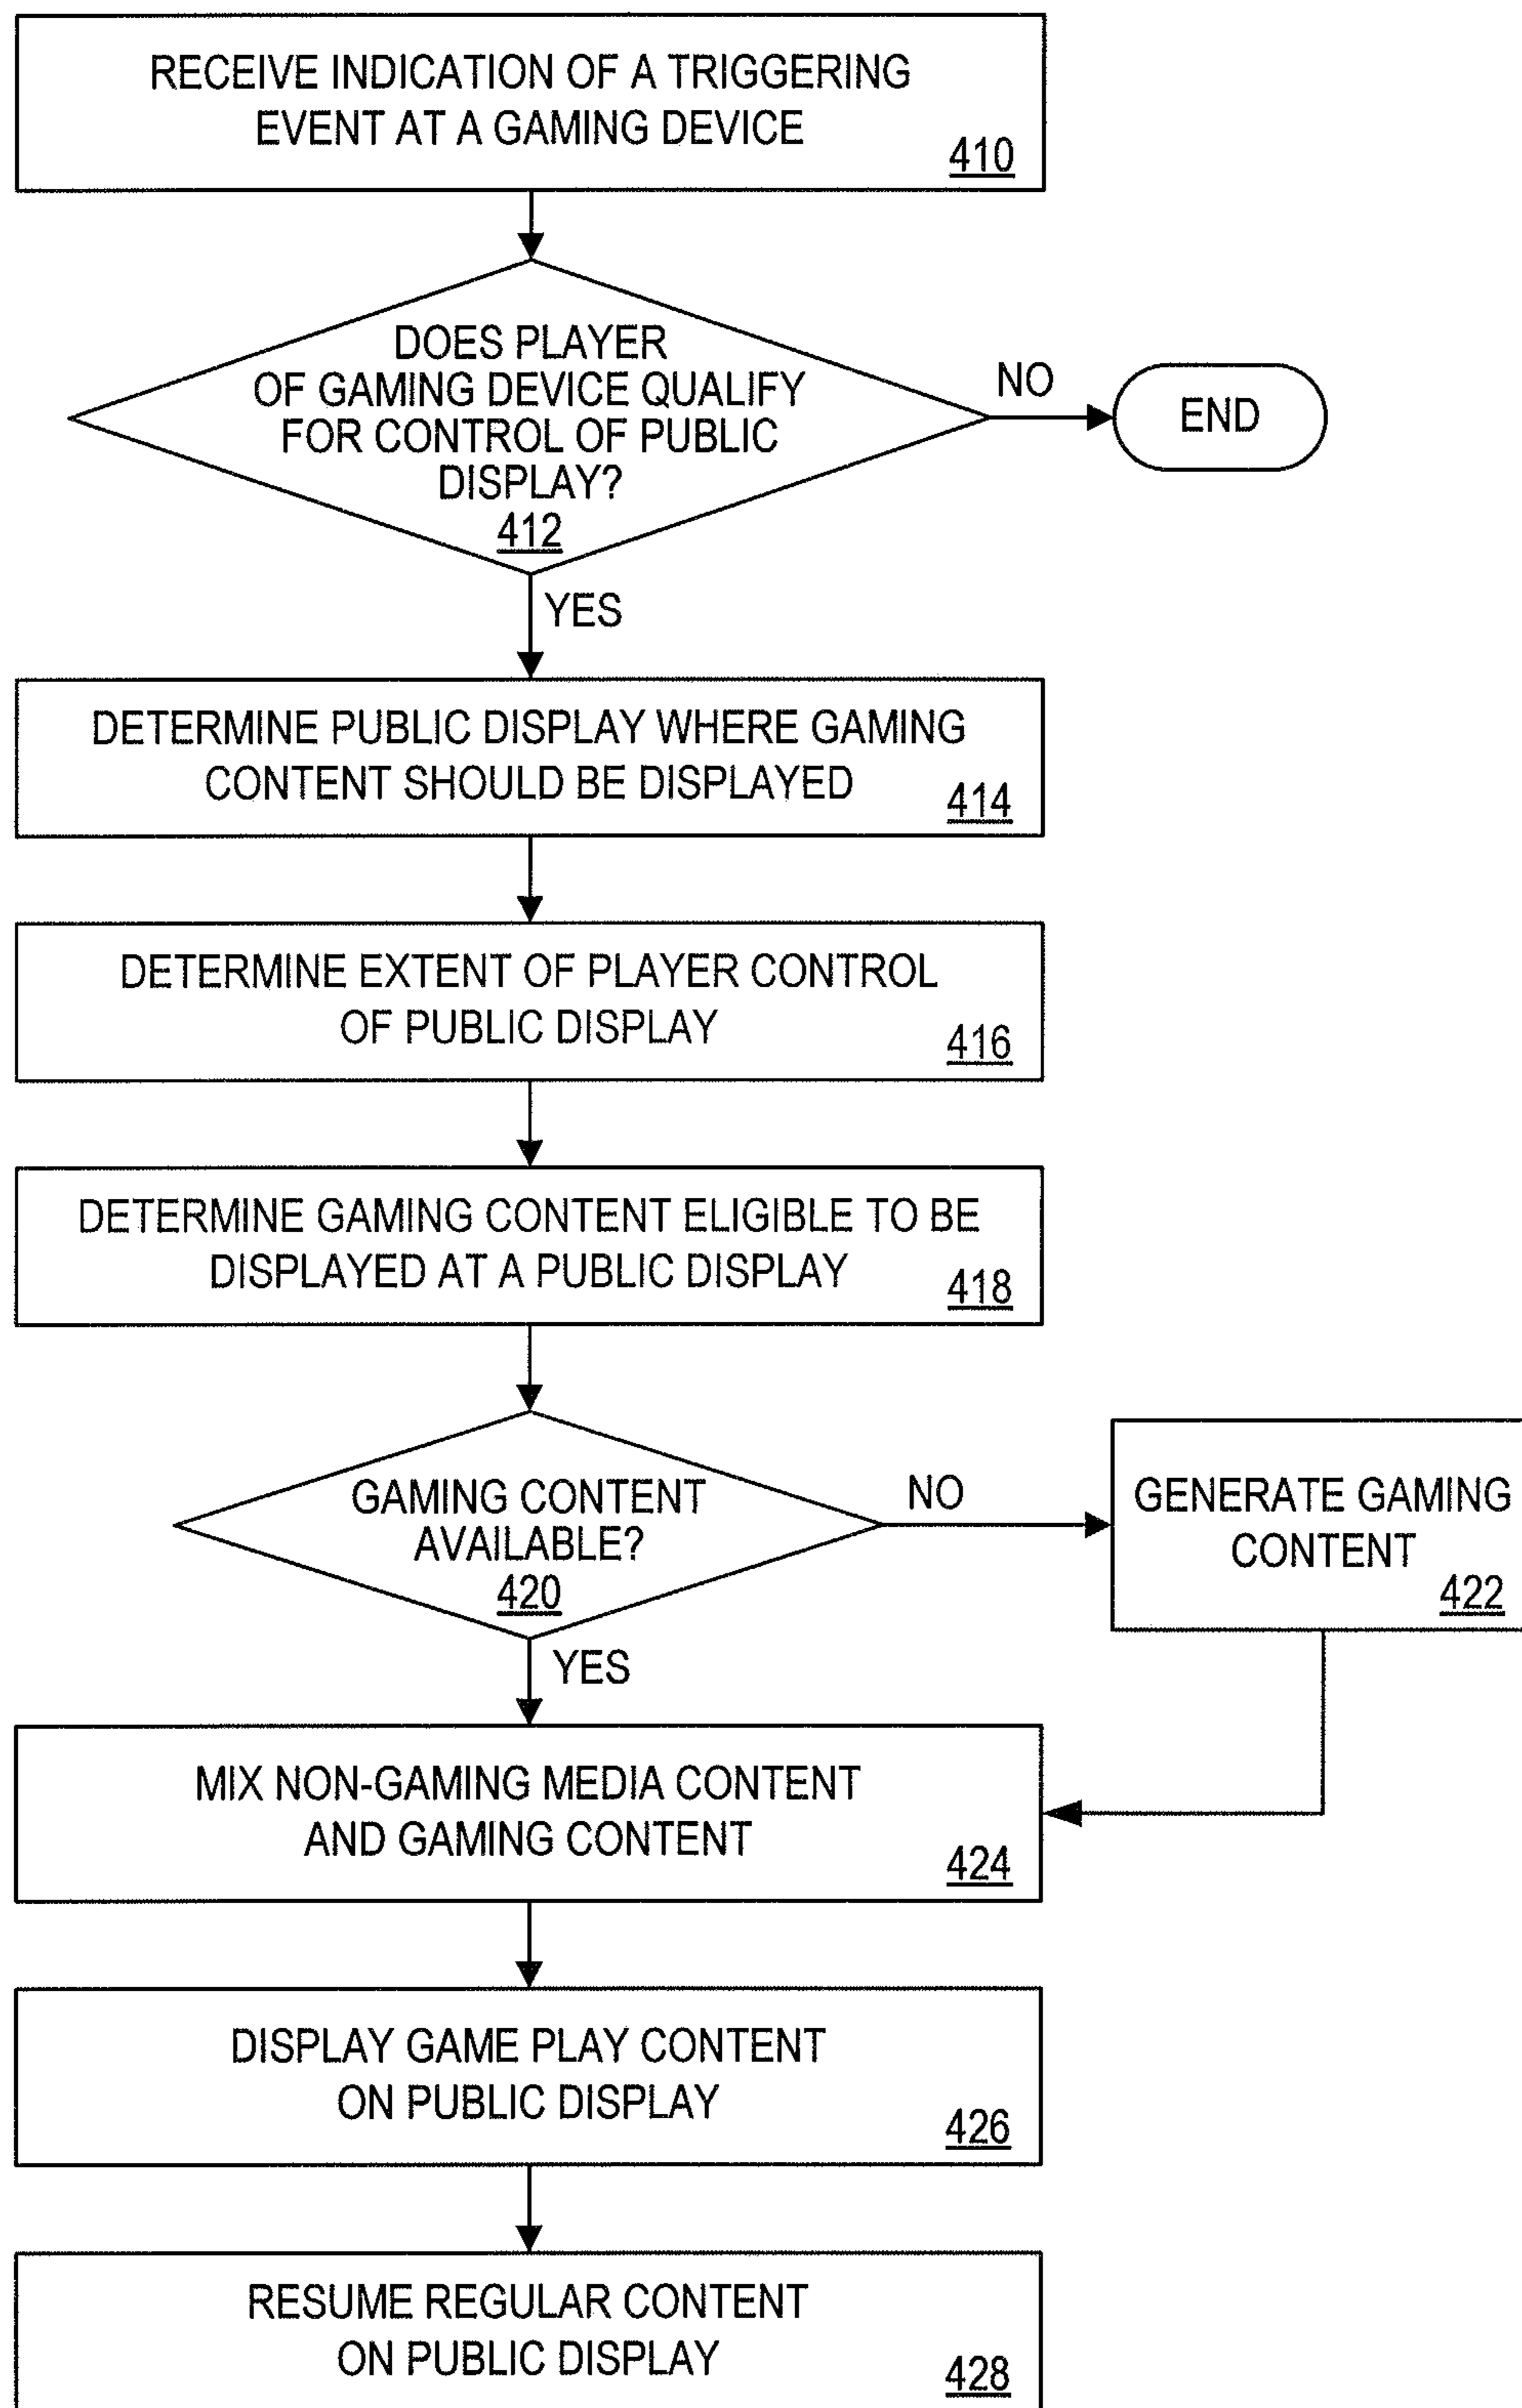 RECEIVE INDICATION OF A TRIGGERING
EVENT AT A GAMING DEVICE
410
DOES PLAYER
OF GAMING DEVICE QUALIFY
FOR CONTROL OF PUBLIC
DISPLAY?
412
NO
END
YES
DETERMINE PUBLIC DISPLAY WHERE GAMING
CONTENT SHOULD BE DISPLAYED
414
DETERMINE EXTENT OF PLAYER CONTROL
OF PUBLIC DISPLAY
416
DETERMINE GAMING CONTENT ELIGIBLE TO BE
DISPLAYED AT A PUBLIC DISPLAY
418
GAMING CONTENT
AVAILABLE?
420
NO
GENERATE GAMING
CONTENT
422
YES
MIX NON-GAMING MEDIA CONTENT
AND GAMING CONTENT
424
DISPLAY GAME PLAY CONTENT
ON PUBLIC DISPLAY
426
RESUME REGULAR CONTENT
ON PUBLIC DISPLAY
428